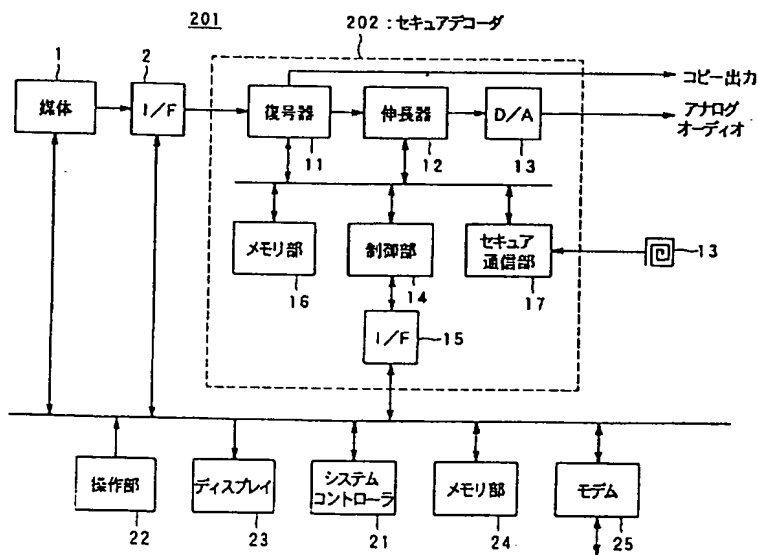 201
202:セキュアデコーダ
1
2
媒体
I/F
復号器
伸長器
D/A
コピー出力
アナログ
オーディオ
11
12
13
メモリ部
制御部
セキュア
通信部
13
16
14
17
I/F
15
操作部
ディスプレイ
システム
コントローラ
メモリ部
モデム
22
23
21
24
25